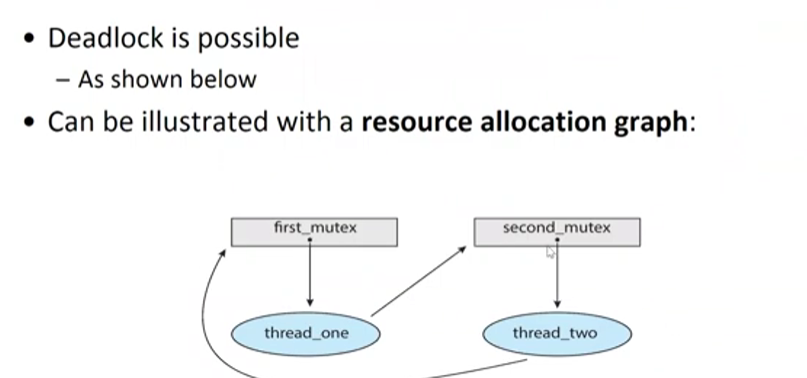 • Deadlock is possible
– As shown below
• Can be illustrated with a resource allocation graph:
first_mutex
second_mutex
thread_one
thread_two